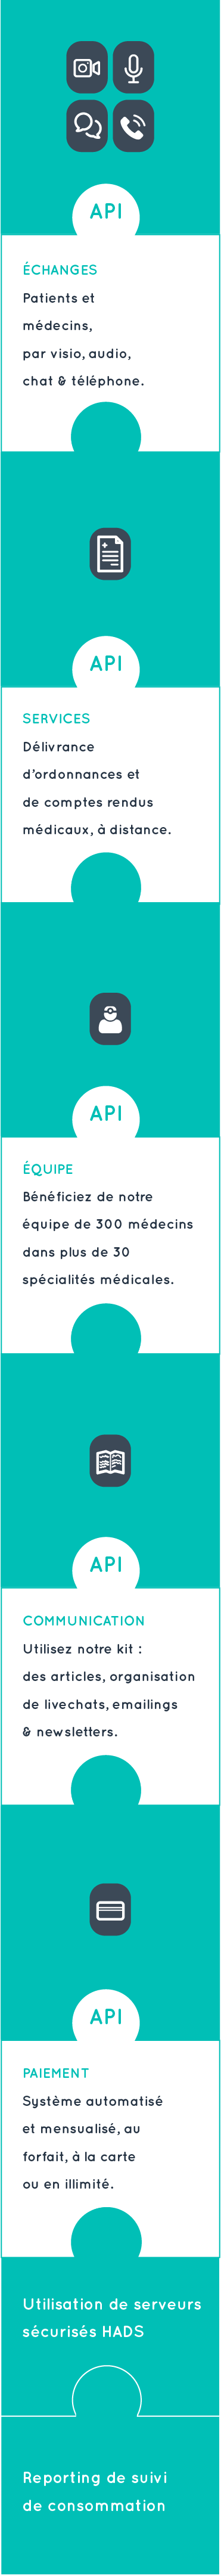 API
ÉCHANGES
Patients et
médecins,
par visio, audio,
chat & téléphone.
API
SERVICES
Délivrance
d’ordonnances et
de comptes rendus
médicaux, à distance.
API
ÉQUIPE
Bénéficiez de notre
équipe de 300 médecins
dans plus de 30
spécialités médicales.
API
COMMUNICATION
Utilisez notre kit :
des articles, organisation
de livechats, emailings
& newsletters.
API
PAIEMENT
Système automatisé
et mensualisé, au
forfait, à la carte
ou en illimité.
Utilisation de serveurs
sécurisés HADS
Reporting de suivi
de consommation